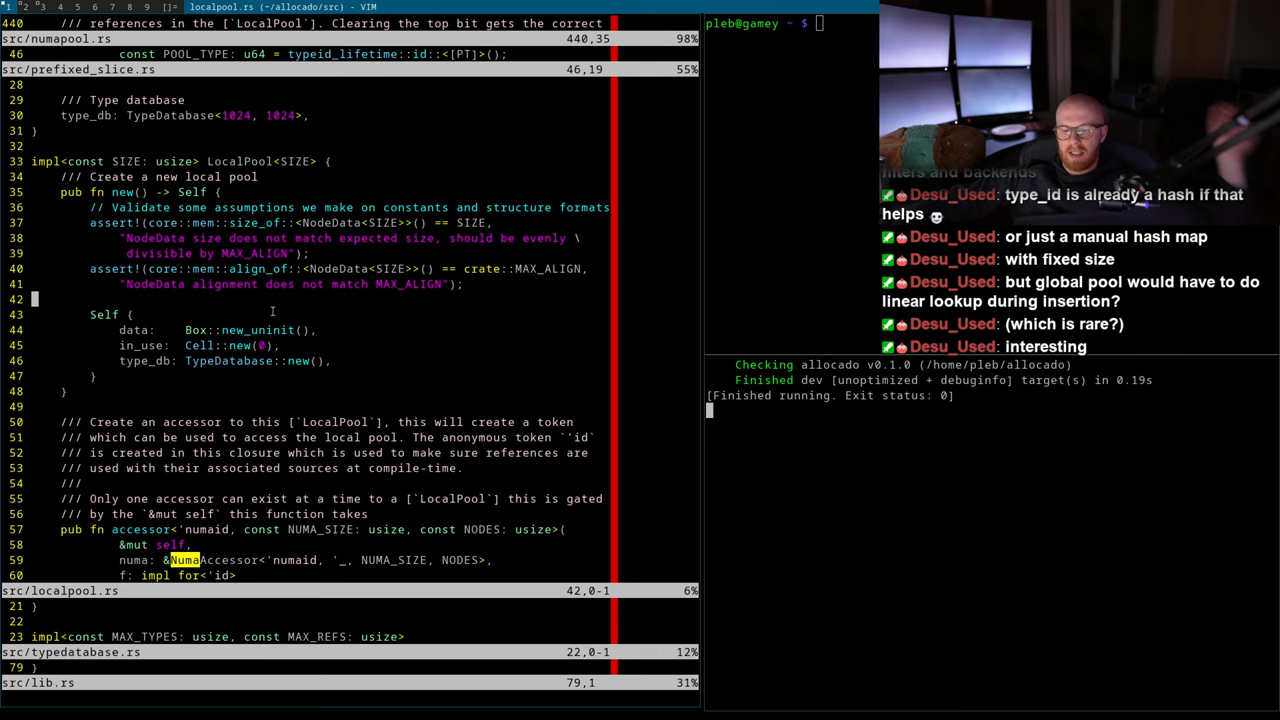 1 2 3 4 5 6 7 8 9 []= localpool.rs (~/allocado/src) - VIM
440 /// references in the [`LocalPool`]. Clearing the top bit gets the correct
src/numapool.rs 440,35 98%
46 const POOL_TYPE: u64 = typeid_lifetime::id::<[PT]>();
src/prefixed_slice.rs 46,19 55%
28
29 /// Type database
30 type_db: TypeDatabase<1024, 1024>,
31 }
32
33 impl<const SIZE: usize> LocalPool<SIZE> {
34 /// Create a new local pool
35 pub fn new() -> Self {
36 // Validate some assumptions we make on constants and structure formats
37 assert!(core::mem::size_of::<NodeData<SIZE>>() == SIZE,
38 "NodeData size does not match expected size, should be evenly \
39 divisible by MAX_ALIGN");
40 assert!(core::mem::align_of::<NodeData<SIZE>>() == crate::MAX_ALIGN,
41 "NodeData alignment does not match MAX_ALIGN");
42
43 Self {
44 data: Box::new_uninit(),
45 in_use: Cell::new(0),
46 type_db: TypeDatabase::new(),
47 }
48 }
49
50 /// Create an accessor to this [`LocalPool`], this will create a token
51 /// which can be used to access the local pool. The anonymous token `'id`
52 /// is created in this closure which is used to make sure references are
53 /// used with their associated sources at compile-time.
54 ///
55 /// Only one accessor can exist at a time to a [`LocalPool`] this is gated
56 /// by the `&mut self` this function takes
57 pub fn accessor<'numaid, const NUMA_SIZE: usize, const NODES: usize>(
58 &mut self,
59 numa: &NumaAccessor<'numaid, '_, NUMA_SIZE, NODES>,
60 f: impl for<'id>
src/localpool.rs 42,0-1 6%
21 }
22
23 impl<const MAX_TYPES: usize, const MAX_REFS: usize>
src/typedatabase.rs 22,0-1 12%
79 }
src/lib.rs 79,1 31%
pleb@gamey ~ $
filters and backends
Desu_Used: type_id is already a hash if that
helps
Desu_Used: or just a manual hash map
Desu_Used: with fixed size
Desu_Used: but global pool would have to do
linear lookup during insertion?
Desu_Used: (which is rare?)
Desu_Used: interesting
Checking allocado v0.1.0 (/home/pleb/allocado)
Finished dev [unoptimized + debuginfo] target(s) in 0.19s
[Finished running. Exit status: 0]